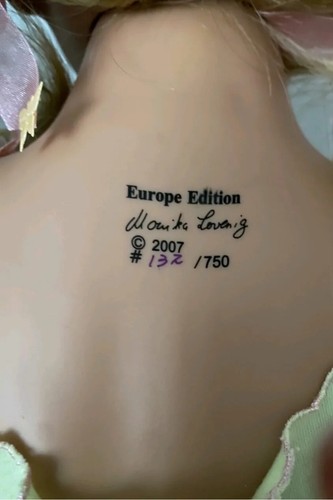 Europe Edition
Monika Levenig
© 2007
# 132 /750